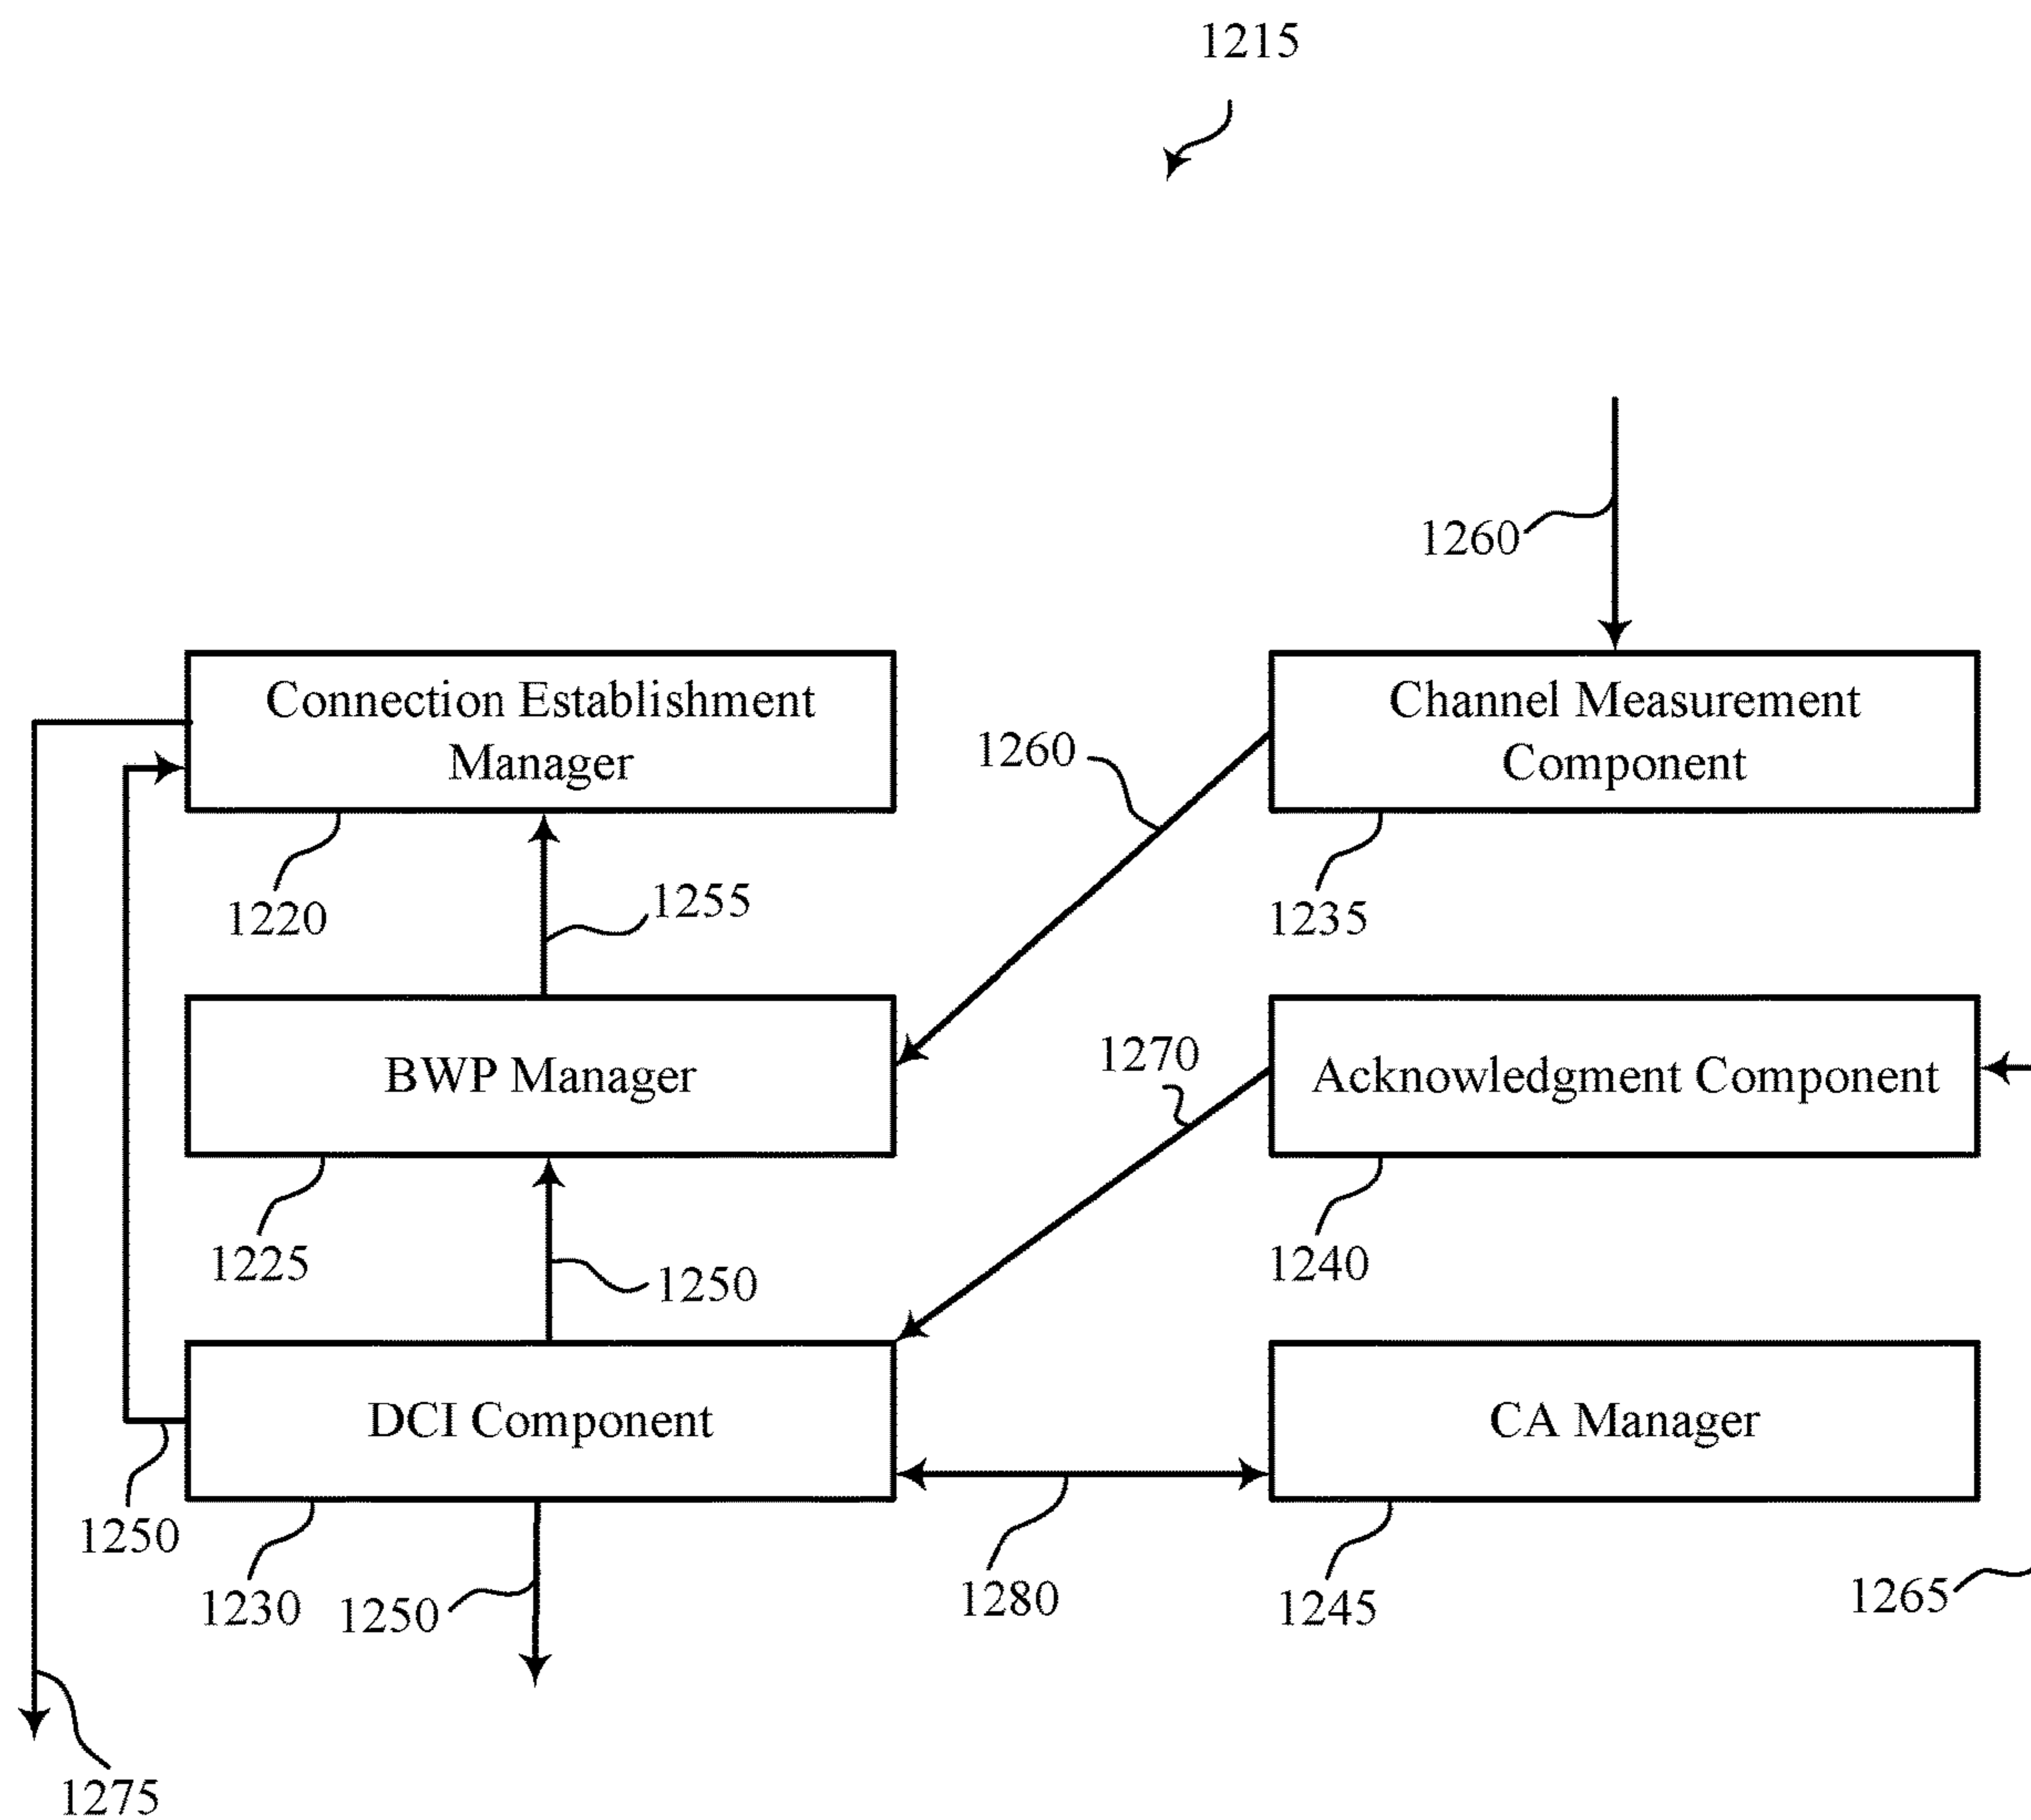 1215
1260
Connection Establishment
Manager
Channel Measurement
Component
1260
1220
1255
1235
BWP Manager
1270
Acknowledgment Component
1225
1250
1240
DCI Component
CA Manager
1250
1230
1250
1280
1245
1265
1275